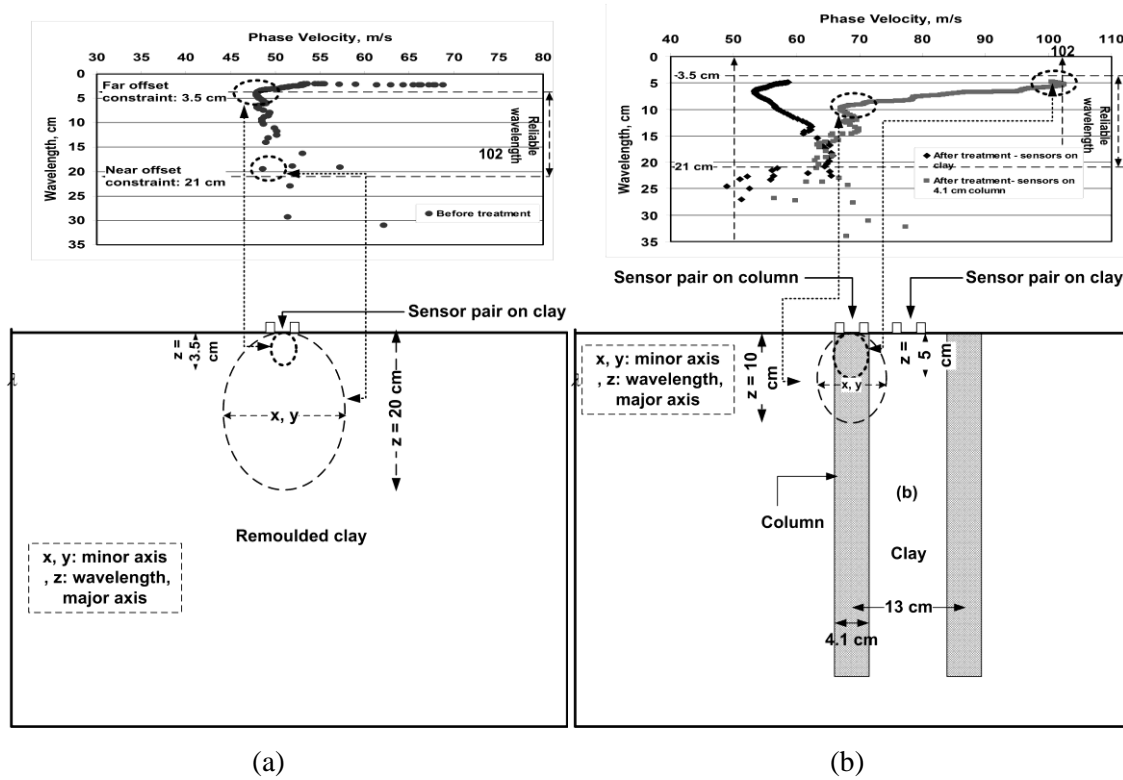 Phase Velocity, m/s
30 35 40 45 50 55 60 65 70 75 80
0
5
10
15
20
25
30
35
Wavelength, cm
Far offset
constraint: 3.5 cm
Near offset
constraint: 21 cm
102
Reliable
wavelength
Before treatment
Sensor pair on clay
z =
3.5
cm
x, y
z = 20 cm
Remoulded clay
x, y: minor axis
, z: wavelength,
major axis
(a)
Phase Velocity, m/s
40 50 60 70 80 90 100 110
102
0
5
10
15
20
25
30
35
Wavelength, cm
-3.5 cm
-21 cm
Reliable
wavelength
After treatment - sensors on
clay
After treatment- sensors on
4.1 cm column
Sensor pair on column
Sensor pair on clay
x, y: minor axis
, z: wavelength,
major axis
z = 10
cm
x, y
z =
5
cm
Column
(b)
Clay
13 cm
4.1 cm
(b)